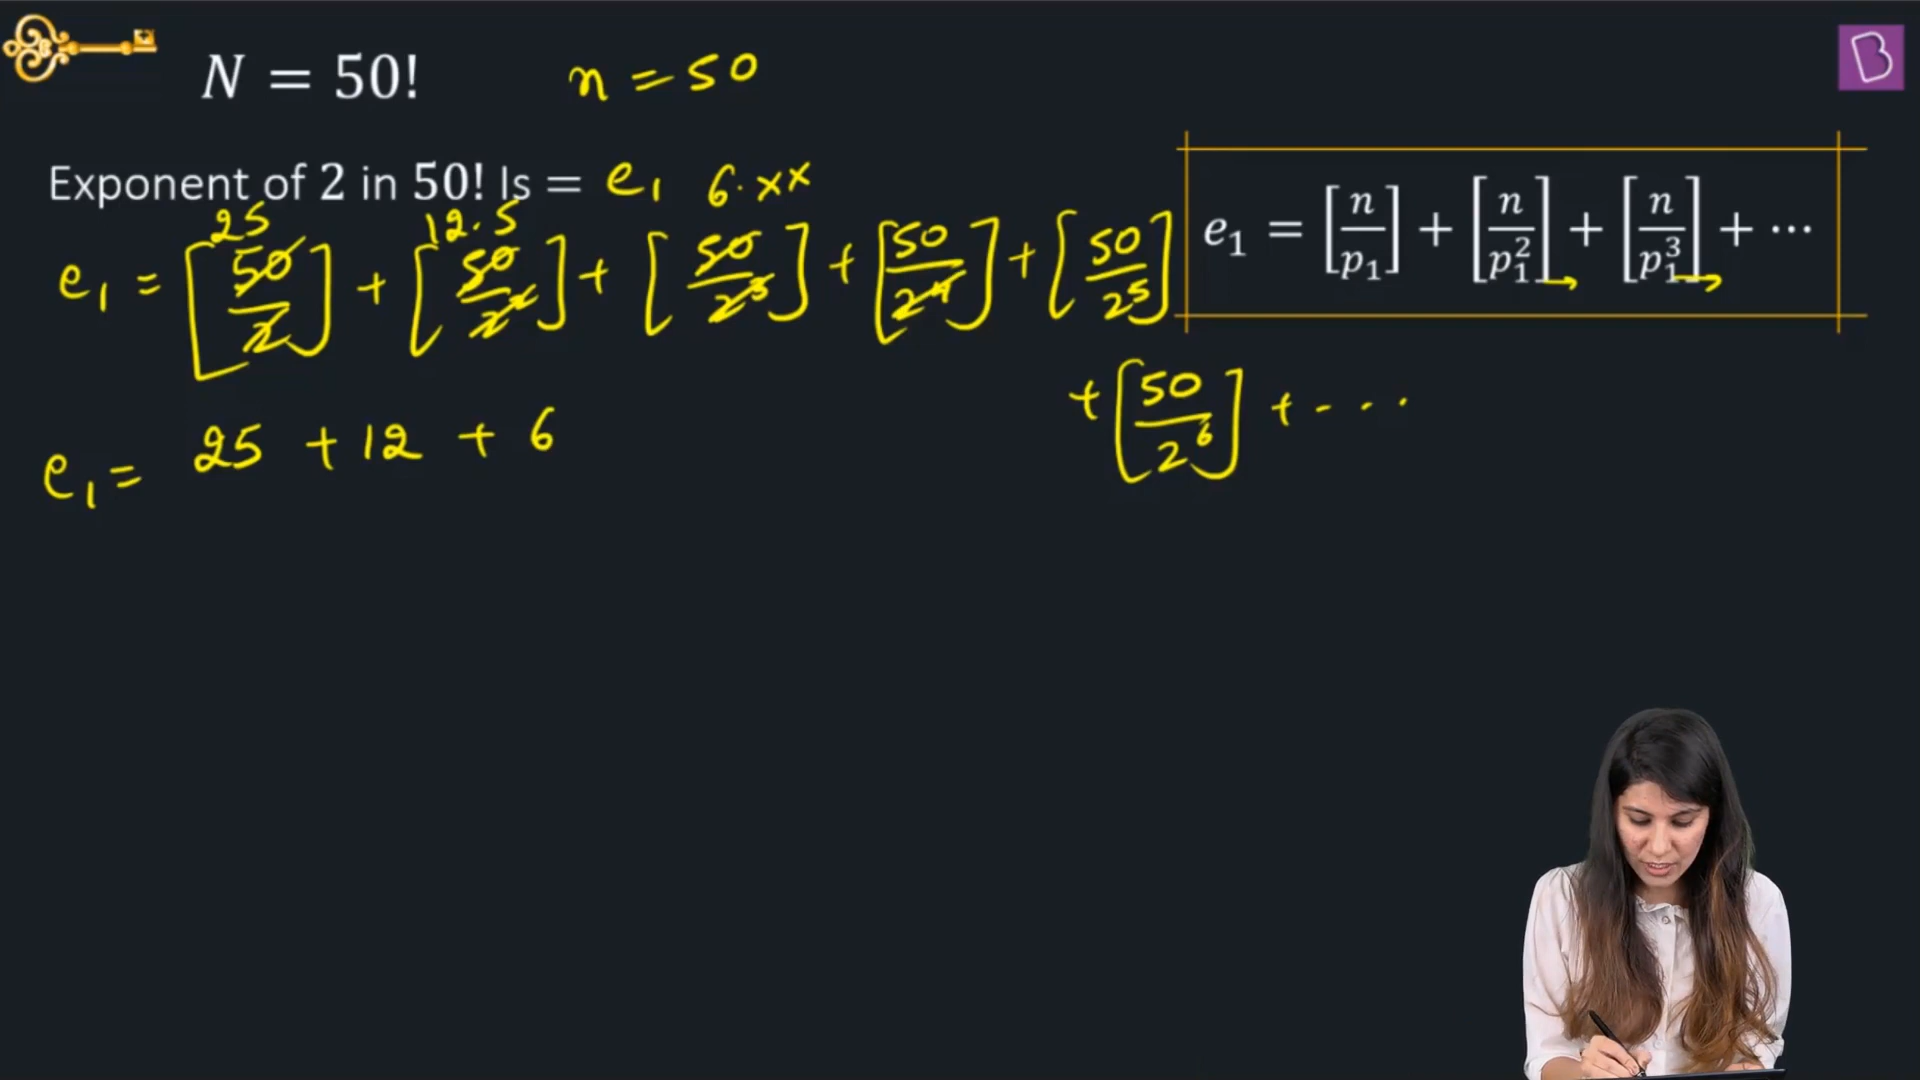 N = 50! n = 50
Exponent of 2 in 50! Is = e₁ 6.xx
25 12.5
e₁ = [50/2] + [50/2²] + [50/2³] + [50/2⁴] + [50/2⁵]
+ [50/2⁶] + ...
e₁ = [n/p₁] + [n/p₁²] + [n/p₁³] + ⋯
e₁ = 25 + 12 + 6
B